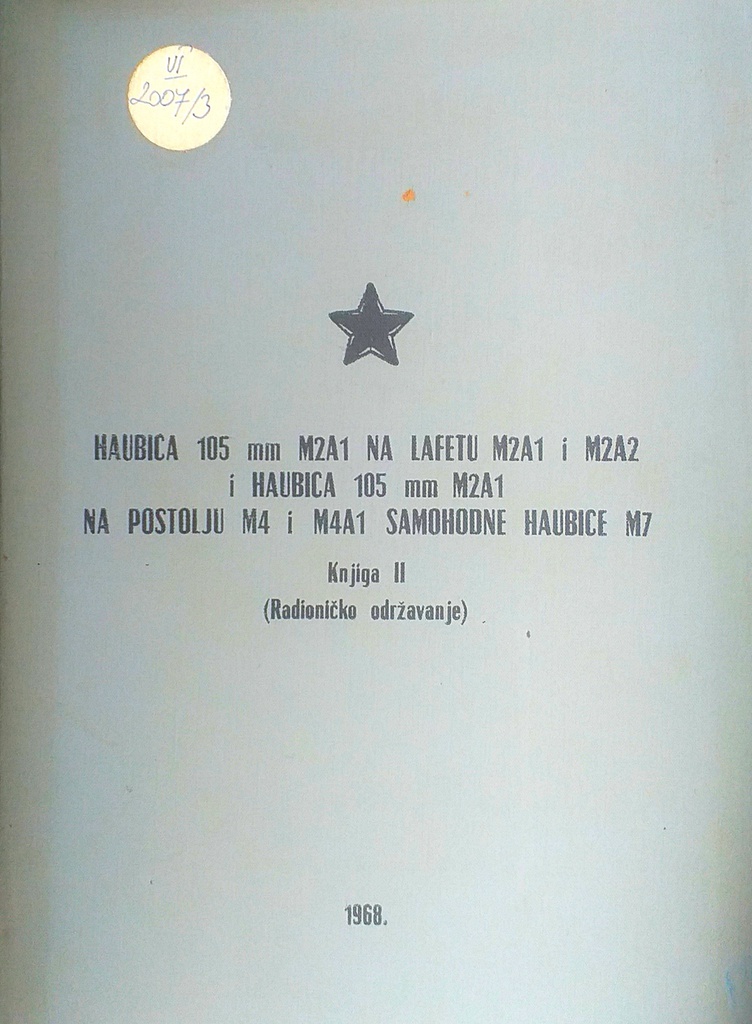 VI
2007/3
HAUBICA 105 mm M2A1 NA LAFETU M2A1 i M2A2
i HAUBICA 105 mm M2A1
NA POSTOLJU M4 i M4A1 SAMOHODNE HAUBICE M7
Knjiga II
(Radioničko održavanje)
1968.